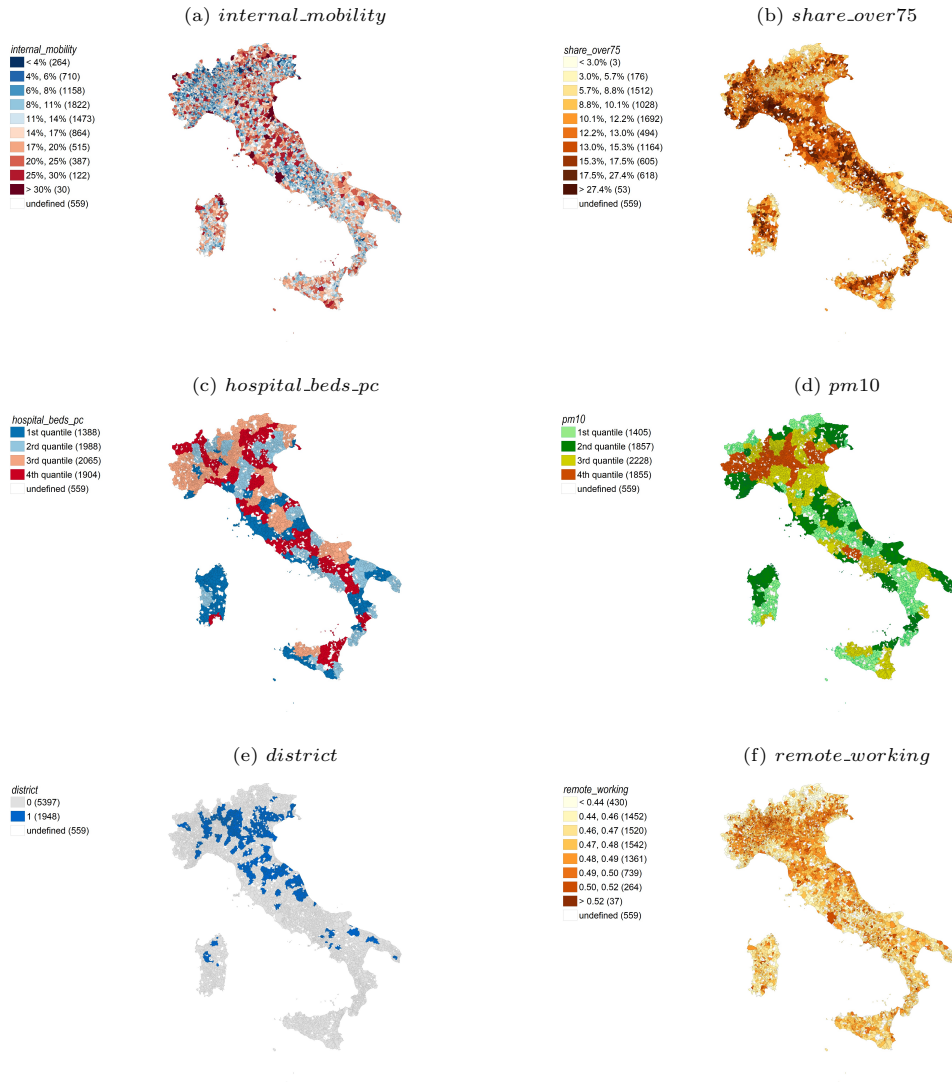 (a) internal_mobility
internal_mobility
< 4% (264)
4%, 6% (710)
6%, 8% (1158)
8%, 11% (1822)
11%, 14% (1473)
14%, 17% (864)
17%, 20% (515)
20%, 25% (387)
25%, 30% (122)
> 30% (30)
undefined (559)
(b) share_over75
share_over75
< 3.0% (3)
3.0%, 5.7% (176)
5.7%, 8.8% (1512)
8.8%, 10.1% (1028)
10.1%, 12.2% (1692)
12.2%, 13.0% (494)
13.0%, 15.3% (1164)
15.3%, 17.5% (605)
17.5%, 27.4% (618)
> 27.4% (53)
undefined (559)
(c) hospital_beds_pc
hospital_beds_pc
1st quantile (1388)
2rd quantile (1988)
3rd quantile (2065)
4th quantile (1904)
undefined (559)
(d) pm10
pm10
1st quantile (1405)
2nd quantile (1857)
3rd quantile (2228)
4th quantile (1855)
undefined (559)
(e) district
district
0 (5397)
1 (1948)
undefined (559)
(f) remote_working
remote_working
< 0.44 (430)
0.44, 0.46 (1452)
0.46, 0.47 (1520)
0.47, 0.48 (1542)
0.48, 0.49 (1361)
0.49, 0.50 (739)
0.50, 0.52 (264)
> 0.52 (37)
undefined (559)